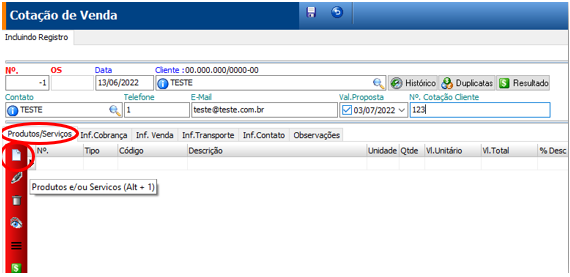 Cotação de Venda
Incluindo Registro
Nº. OS Data Cliente :00.000.000/0000-00
-1 13/06/2022 TESTE Histórico Duplicatas Resultado
Contato Telefone E-Mail Val.Proposta Nº. Cotação Cliente
TESTE 1 teste@teste.com.br 03/07/2022 123
Produtos/Serviços Inf.Cobrança Inf. Venda Inf.Transporte Inf.Contato Observações
Nº. Tipo Código Descrição Unidade Qtde Vl.Unitário Vl.Total % Desc
Produtos e/ou Servicos (Alt + 1)